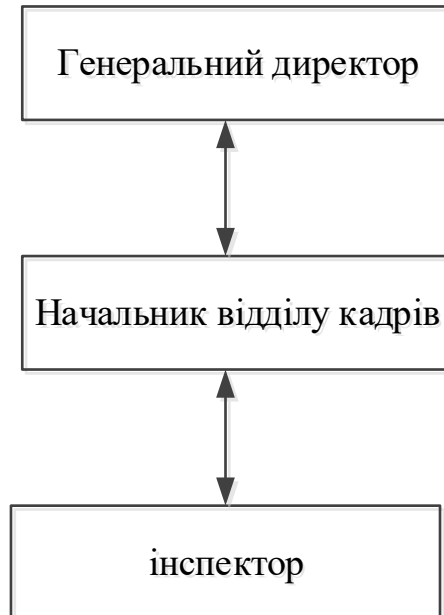 Генеральний директор
Начальник відділу кадрів
інспектор